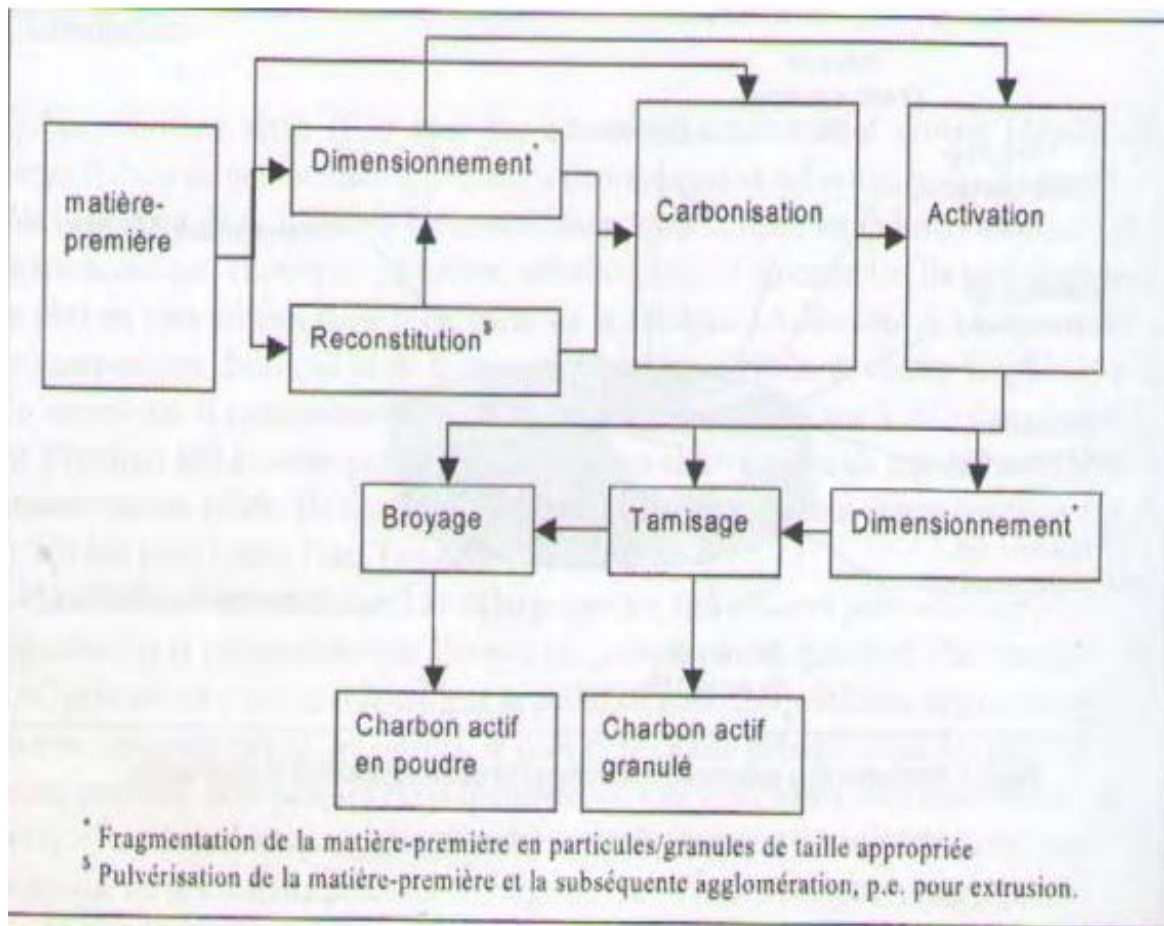 Dimensionnement*
matière-
première
Carbonisation
Activation
Reconstitution$
Broyage
Tamisage
Dimensionnement*
Charbon actif
en poudre
Charbon actif
granulé
* Fragmentation de la matière-première en particules/granules de taille appropriée
$ Pulvérisation de la matière-première et la subséquente agglomération, p.e. pour extrusion.